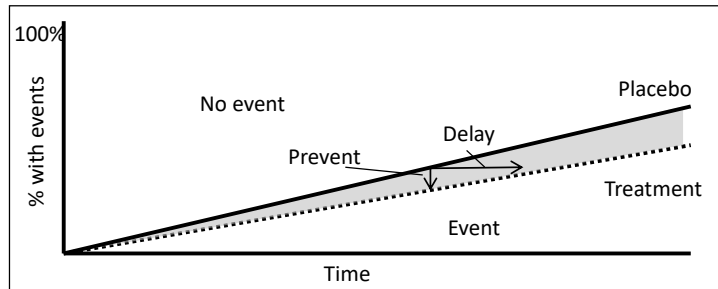 100%
No event
Placebo
Delay
Prevent
Treatment
Event
% with events
Time